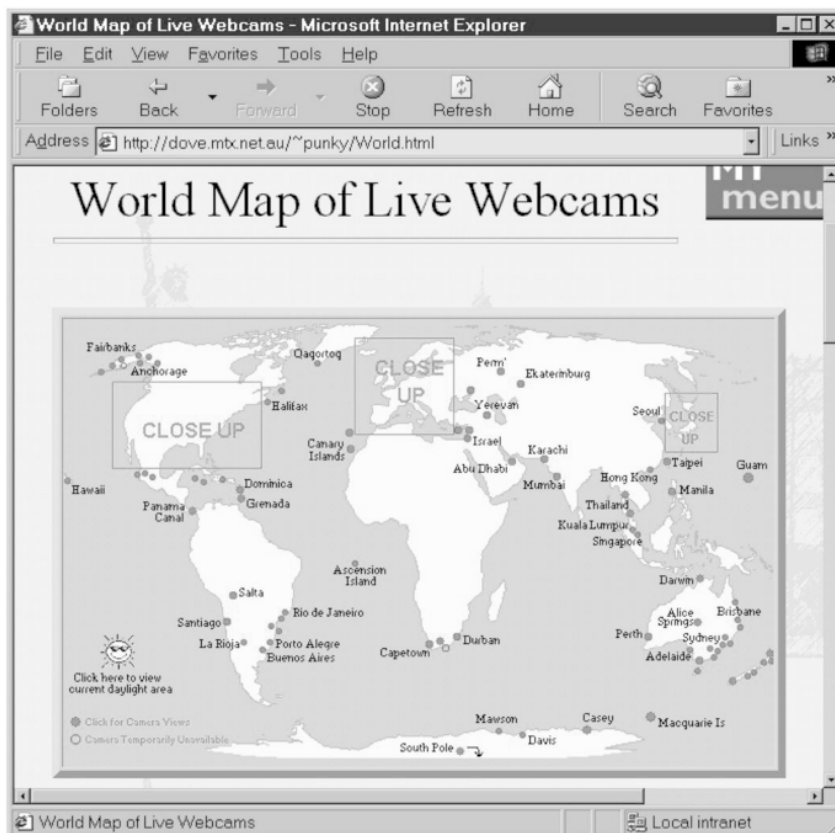 World Map of Live Webcams - Microsoft Internet Explorer
File Edit View Favorites Tools Help
Folders Back Forward Stop Refresh Home Search Favorites »
Address http://dove.mtx.net.au/~punky/World.html Links »
World Map of Live Webcams
MT
menu
Fairbanks
Anchorage
Qaqortoq
CLOSE
UP
Perm'
Ekaterinburg
CLOSE UP
Halifax
Yerevan
Seoul
CLOSE
UP
Canary
Islands
Israel
Abu Dhabi
Karachi
Mumbai
Hong Kong
Taipei
Guam
Hawaii
Dominica
Grenada
Panama
Canal
Thailand
Manila
Kuala Lumpur
Singapore
Ascension
Island
Darwin
Salta
Santiago
Rio de Janeiro
La Rioja
Porto Alegre
Buenos Aires
Capetown
Durban
Perth
Alice
Springs
Brisbane
Sydney
Adelaide
Click here to view
current daylight area
Click for Camera Views
Camera Temporarily Unavailable
Mawson
Casey
Macquarie Is
Davis
South Pole
World Map of Live Webcams
Local intranet